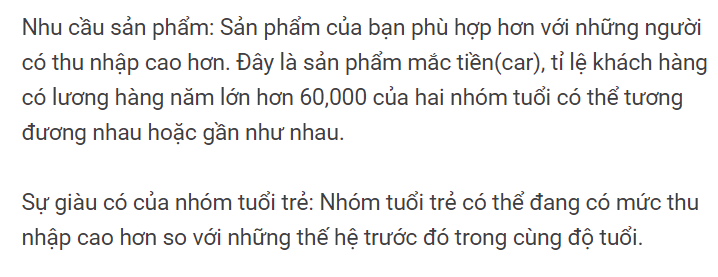 Nhu cầu sản phẩm: Sản phẩm của bạn phù hợp hơn với những người
có thu nhập cao hơn. Đây là sản phẩm mắc tiền(car), tỉ lệ khách hàng
có lương hàng năm lớn hơn 60,000 của hai nhóm tuổi có thể tương
đương nhau hoặc gần như nhau.
Sự giàu có của nhóm tuổi trẻ: Nhóm tuổi trẻ có thể đang có mức thu
nhập cao hơn so với những thế hệ trước đó trong cùng độ tuổi.